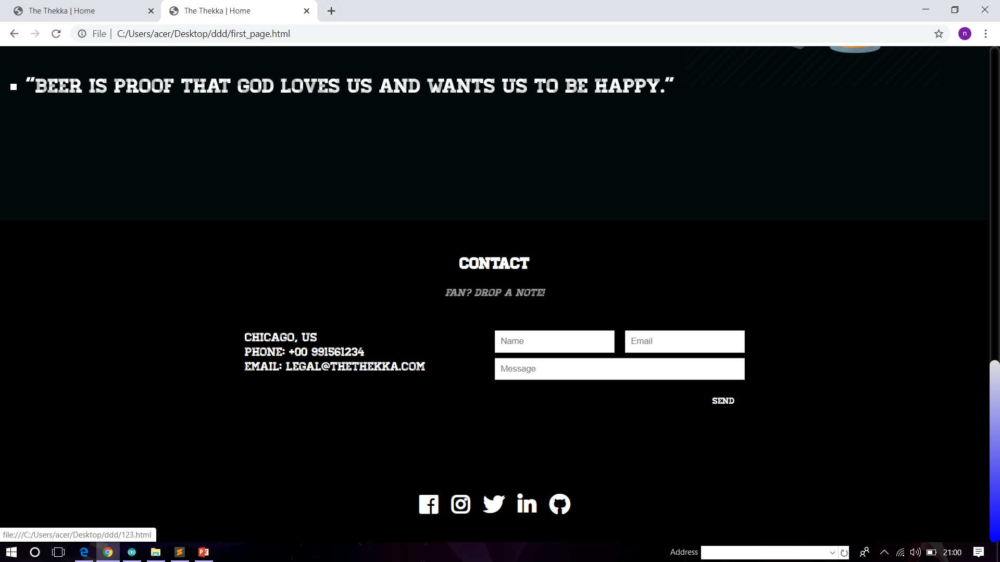 The Thekka | Home
The Thekka | Home
File | C:/Users/acer/Desktop/ddd/first_page.html
n
"BEER IS PROOF THAT GOD LOVES US AND WANTS US TO BE HAPPY."
CONTACT
FAN? DROP A NOTE!
CHICAGO, US
PHONE: +00 991561234
EMAIL: LEGAL@THETHEKKA.COM
Name
Email
Message
SEND
file:///C:/Users/acer/Desktop/ddd/123.html
Address
21:00